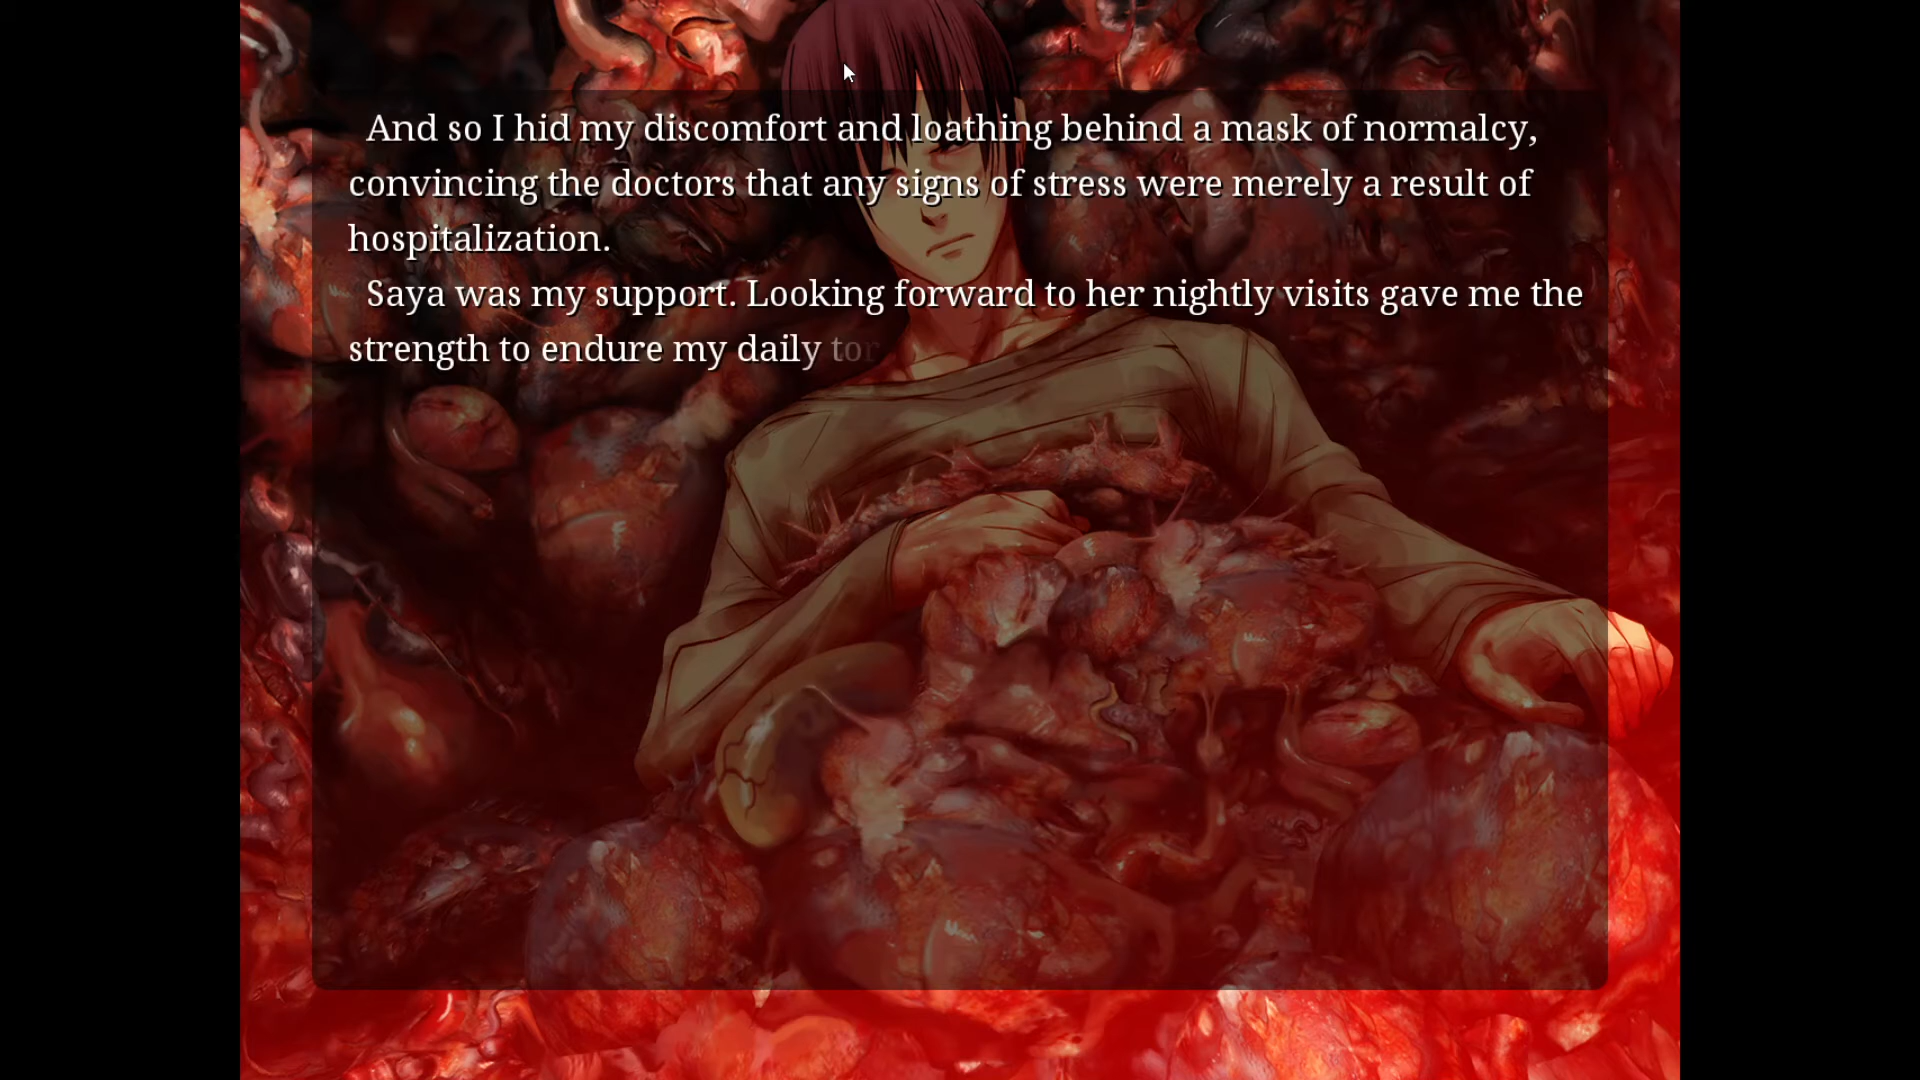 And so I hid my discomfort and loathing behind a mask of normalcy,
convincing the doctors that any signs of stress were merely a result of
hospitalization.
Saya was my support. Looking forward to her nightly visits gave me the
strength to endure my daily tor